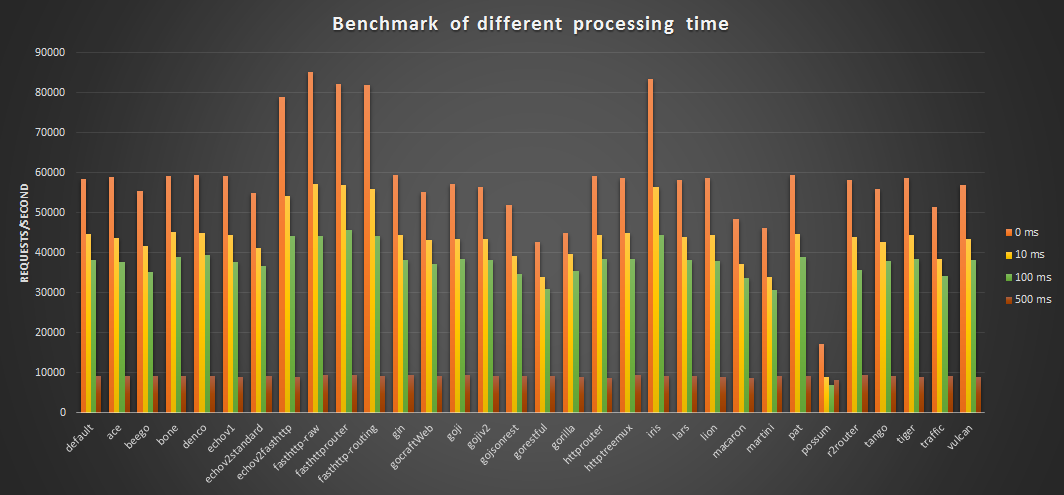 Benchmark of different processing time
90000
80000
70000
60000
50000
40000
30000
20000
10000
0
REQUESTS/SECOND
default
ace
beego
bone
denco
echov1
echov2standard
echov2fasthttp
fasthttp-raw
fasthttprouter
fasthttp-routing
gin
gocraftWeb
goji
gojiv2
gojsonrest
gorestful
gorilla
httprouter
httptreemux
iris
lars
lion
macaron
martini
pat
possum
r2router
tango
tiger
traffic
vulcan
0 ms
10 ms
100 ms
500 ms